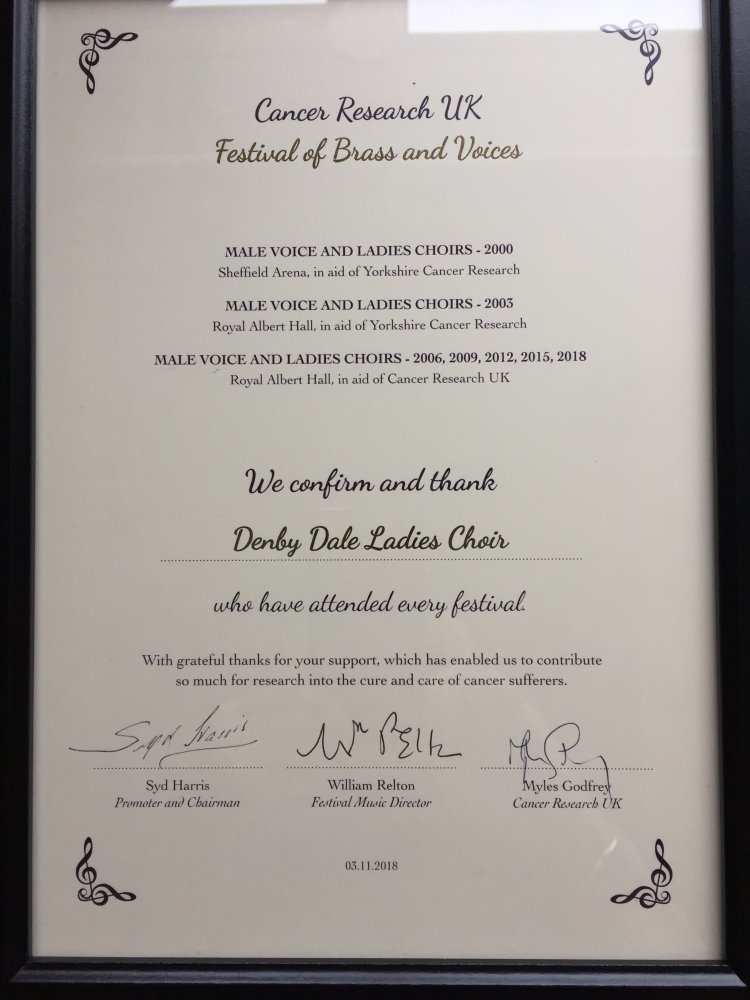 Cancer Research UK
Festival of Brass and Voices
MALE VOICE AND LADIES CHOIRS - 2000
Sheffield Arena, in aid of Yorkshire Cancer Research
MALE VOICE AND LADIES CHOIRS - 2003
Royal Albert Hall, in aid of Yorkshire Cancer Research
MALE VOICE AND LADIES CHOIRS - 2006, 2009, 2012, 2015, 2018
Royal Albert Hall, in aid of Cancer Research UK
We confirm and thank
Denby Dale Ladies Choir
who have attended every festival.
With grateful thanks for your support, which has enabled us to contribute
so much for research into the cure and care of cancer sufferers.
Syd Harris
Syd Harris William Relton Myles Godfrey
Promoter and Chairman Festival Music Director Cancer Research UK
03.11.2018